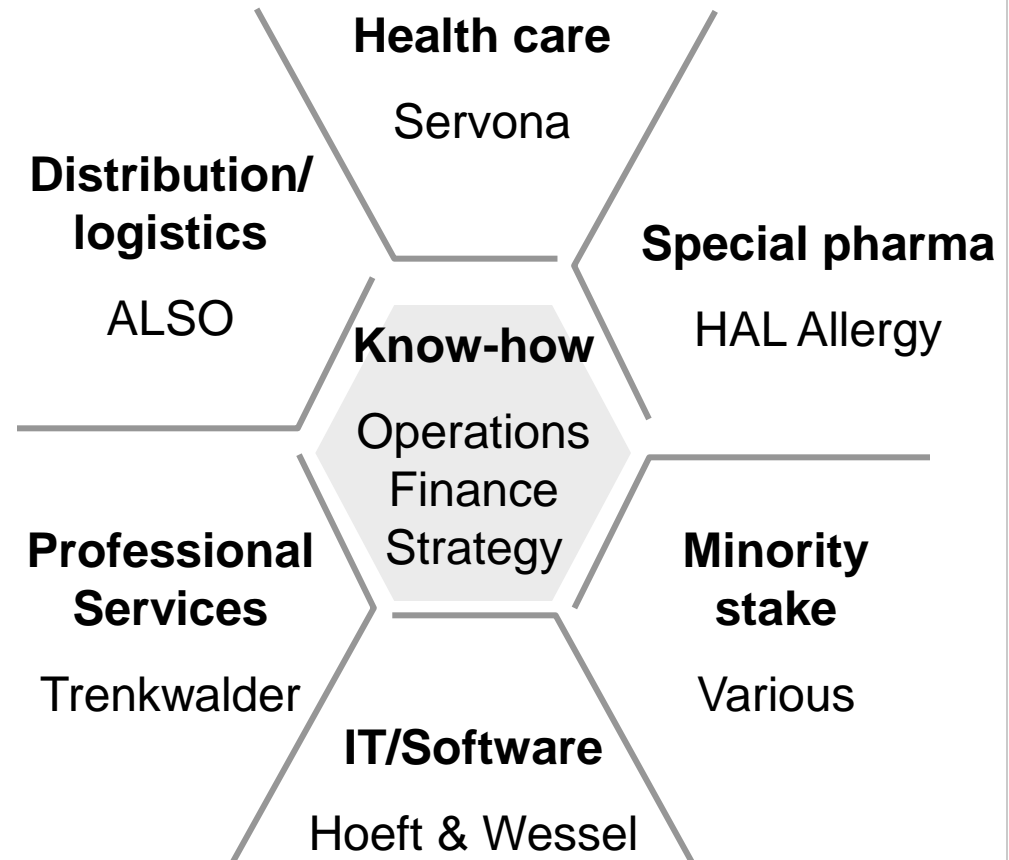 Health care
Servona
Distribution/
logistics
ALSO
Special pharma
HAL Allergy
Know-how
Operations
Finance
Strategy
Professional
Services
Trenkwalder
Minority
stake
Various
IT/Software
Hoeft & Wessel